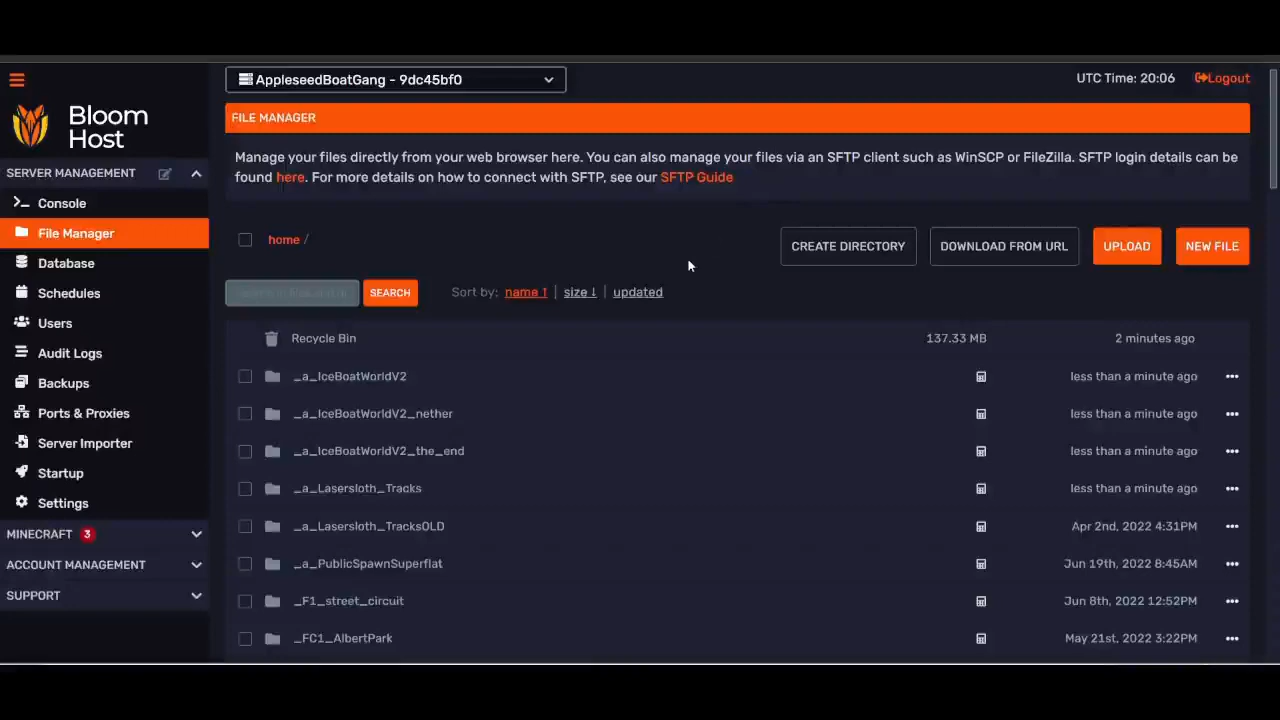 AppleseedBoatGang - 9dc45bf0
UTC Time: 20:06
Logout
Bloom
Host
FILE MANAGER
Manage your files directly from your web browser here. You can also manage your files via an SFTP client such as WinSCP or FileZilla. SFTP login details can be
found here. For more details on how to connect with SFTP, see our SFTP Guide
SERVER MANAGEMENT
Console
File Manager
Database
Schedules
Users
Audit Logs
Backups
Ports & Proxies
Server Importer
Startup
Settings
MINECRAFT 3
ACCOUNT MANAGEMENT
SUPPORT
home /
CREATE DIRECTORY
DOWNLOAD FROM URL
UPLOAD
NEW FILE
SEARCH
Sort by: name ↑ | size ↓ | updated
Recycle Bin 137.33 MB 2 minutes ago
_a_IceBoatWorldV2 less than a minute ago
_a_IceBoatWorldV2_nether less than a minute ago
_a_IceBoatWorldV2_the_end less than a minute ago
_a_Lasersloth_Tracks less than a minute ago
_a_Lasersloth_TracksOLD Apr 2nd, 2022 4:31PM
_a_PublicSpawnSuperflat Jun 19th, 2022 8:45AM
_F1_street_circuit Jun 8th, 2022 12:52PM
_FC1_AlbertPark May 21st, 2022 3:22PM